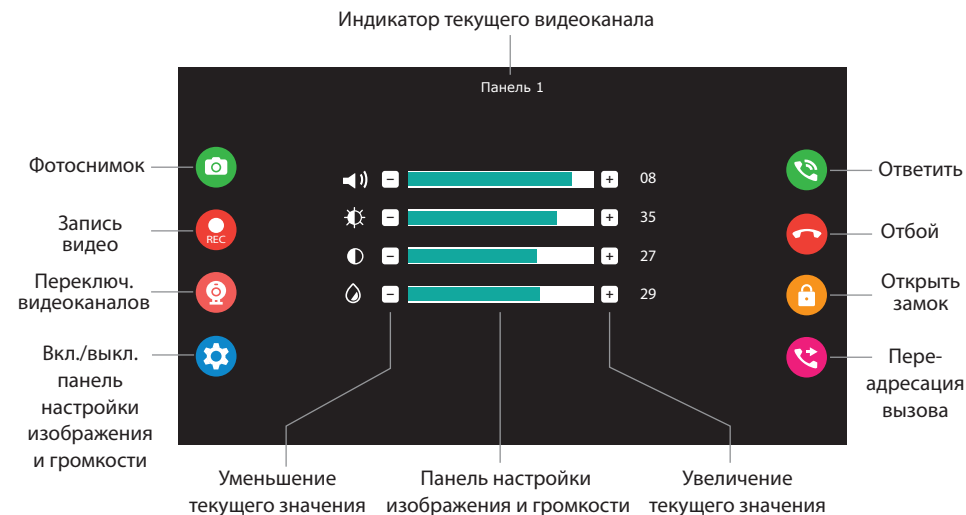 Индикатор текущего видеоканала
Панель 1
Фотоснимок
Запись
видео
REC
Переключ.
видеоканалов
Вкл./выкл.
панель
настройки
изображения
и громкости
08
35
27
29
Ответить
Отбой
Открыть
замок
Пере-
адресация
вызова
Уменьшение
текущего значения
Панель настройки
изображения и громкости
Увеличение
текущего значения